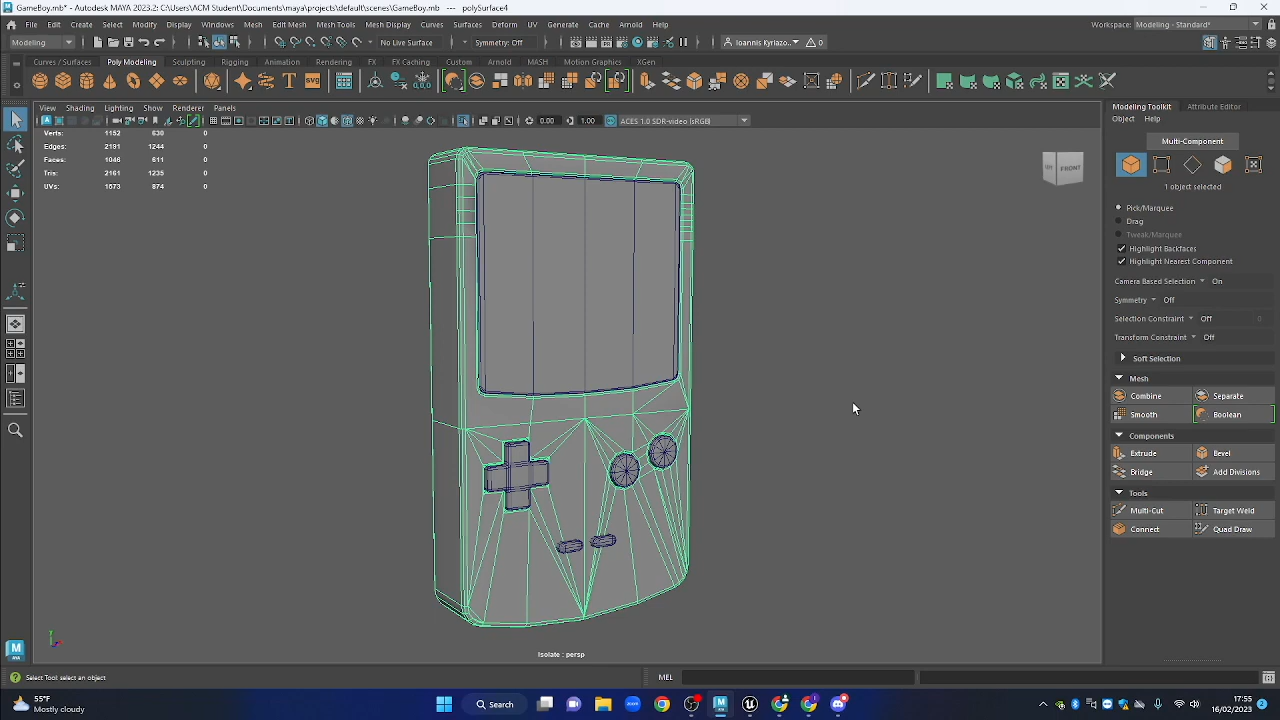 GameBoy.mb* - Autodesk MAYA 2023.2: C:\Users\ACM Student\maya\projects\default\scenes\GameBoy.mb --- polySurface4
File Edit Create Select Modify Display Windows Mesh Edit Mesh Mesh Tools Mesh Display Curves Surfaces Deform UV Generate Cache Arnold Help
Workspace: Modeling - Standard*
Modeling No Live Surface Symmetry: Off Ioannis Kyriazo... 0
Curves / Surfaces Poly Modeling Sculpting Rigging Animation Rendering FX FX Caching Custom Arnold MASH Motion Graphics XGen
SVG
View Shading Lighting Show Renderer Panels
Modeling Toolkit Attribute Editor
Object Help
0.00 1.00 ACES 1.0 SDR-video (sRGB)
Verts: 1152 630 0
Edges: 2191 1244 0
Faces: 1046 611 0
Tris: 2161 1235 0
UVs: 1073 874 0
FRONT
Multi-Component
1 object selected
Pick/Marquee
Drag
Tweak/Marquee
Highlight Backfaces
Highlight Nearest Component
Camera Based Selection On
Symmetry Off
Selection Constraint Off 0
Transform Constraint Off
Soft Selection
Mesh
Combine Separate
Smooth Boolean
Components
Extrude Bevel
Bridge Add Divisions
Tools
Multi-Cut Target Weld
Connect Quad Draw
Isolate : persp
Select Tool: select an object
MEL
55°F
Mostly cloudy
Search
zoom
17:55
16/02/2023